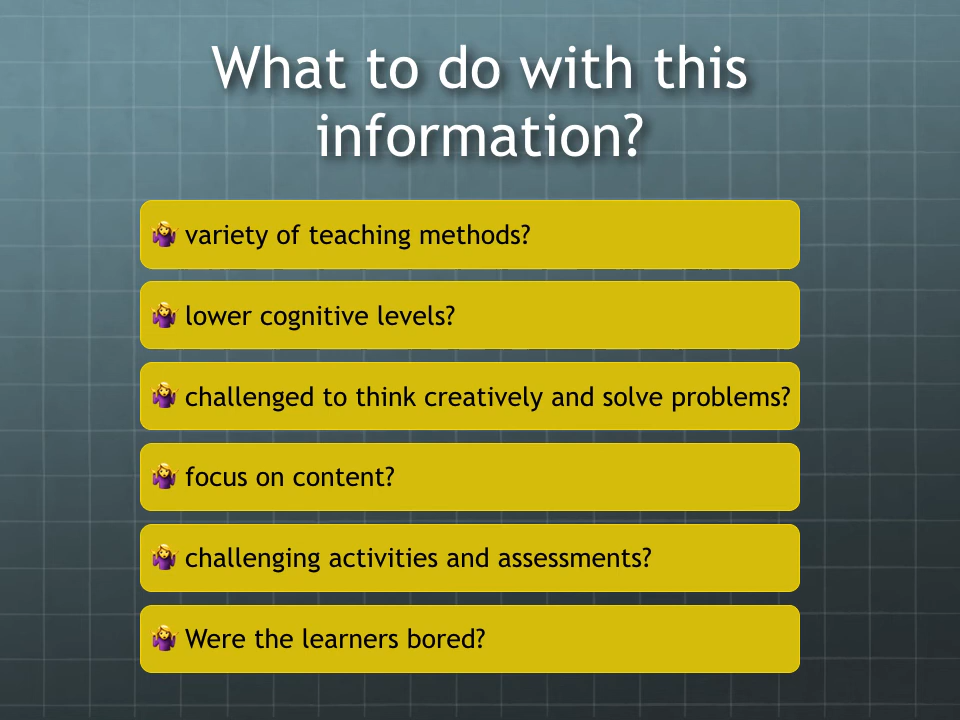 What to do with this
information?
🤷‍♀️ variety of teaching methods?
🤷‍♀️ lower cognitive levels?
🤷‍♀️ challenged to think creatively and solve problems?
🤷‍♀️ focus on content?
🤷‍♀️ challenging activities and assessments?
🤷‍♀️ Were the learners bored?